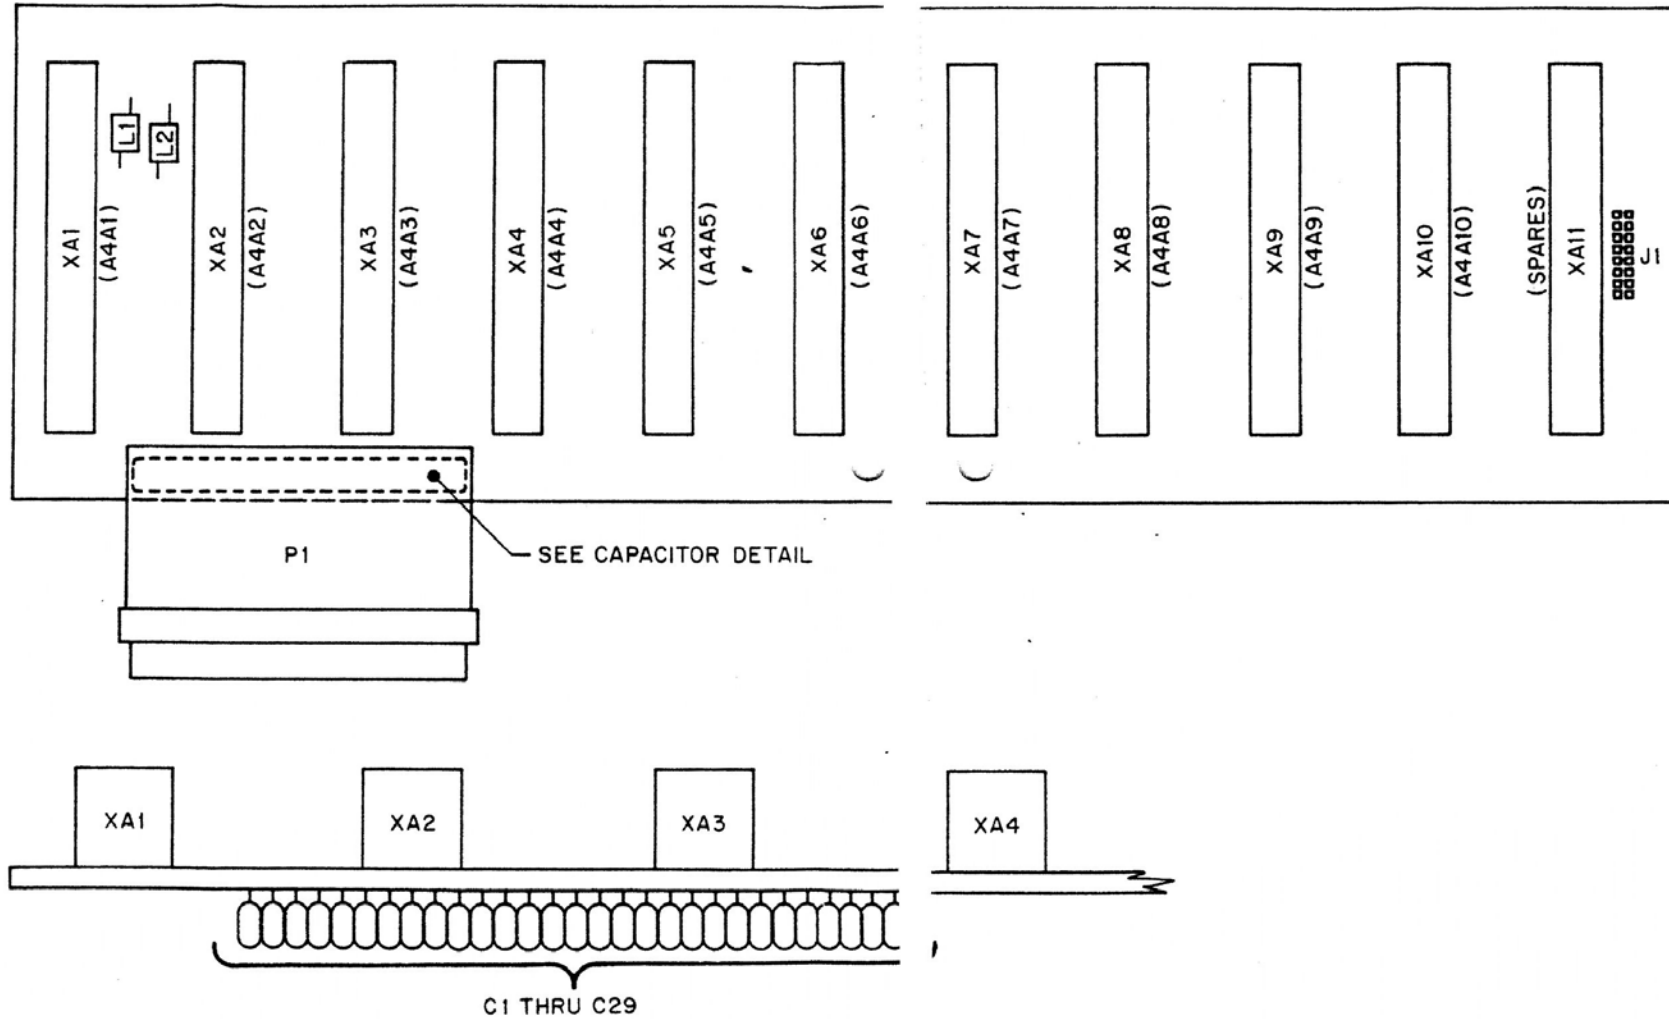 XA1
(A4A1)
L1
L2
XA2
(A4A2)
XA3
(A4A3)
XA4
(A4A4)
XA5
(A4A5)
XA6
(A4A6)
XA7
(A4A7)
XA8
(A4A8)
XA9
(A4A9)
XA10
(A4A10)
(SPARES)
XA11
J1
P1
SEE CAPACITOR DETAIL
XA1
XA2
XA3
XA4
C1 THRU C29